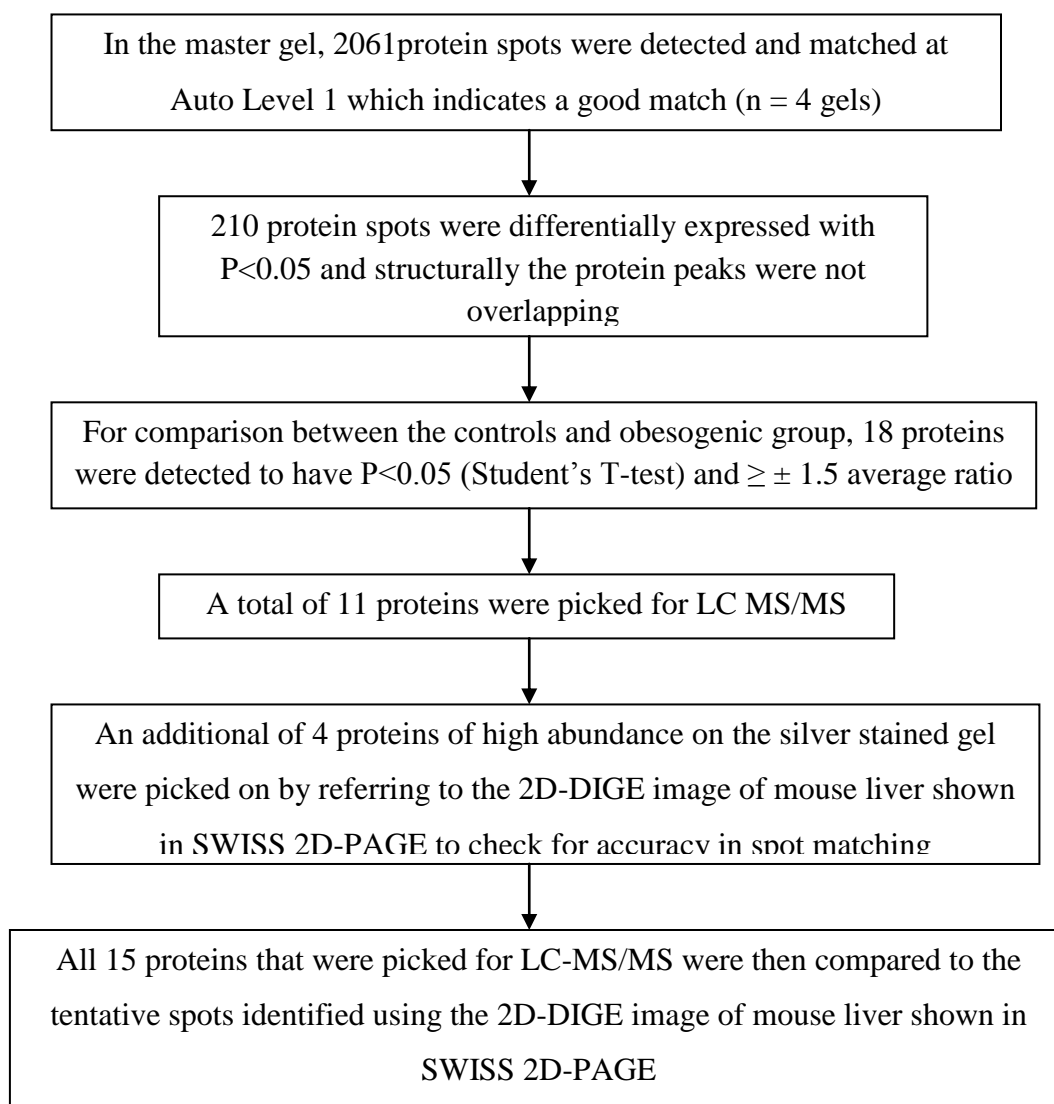 In the master gel, 2061protein spots were detected and matched at
Auto Level 1 which indicates a good match (n = 4 gels)
210 protein spots were differentially expressed with
P<0.05 and structurally the protein peaks were not
overlapping
For comparison between the controls and obesogenic group, 18 proteins
were detected to have P<0.05 (Student’s T-test) and ≥ ± 1.5 average ratio
A total of 11 proteins were picked for LC MS/MS
An additional of 4 proteins of high abundance on the silver stained gel
were picked on by referring to the 2D-DIGE image of mouse liver shown
in SWISS 2D-PAGE to check for accuracy in spot matching
All 15 proteins that were picked for LC-MS/MS were then compared to the
tentative spots identified using the 2D-DIGE image of mouse liver shown in
SWISS 2D-PAGE